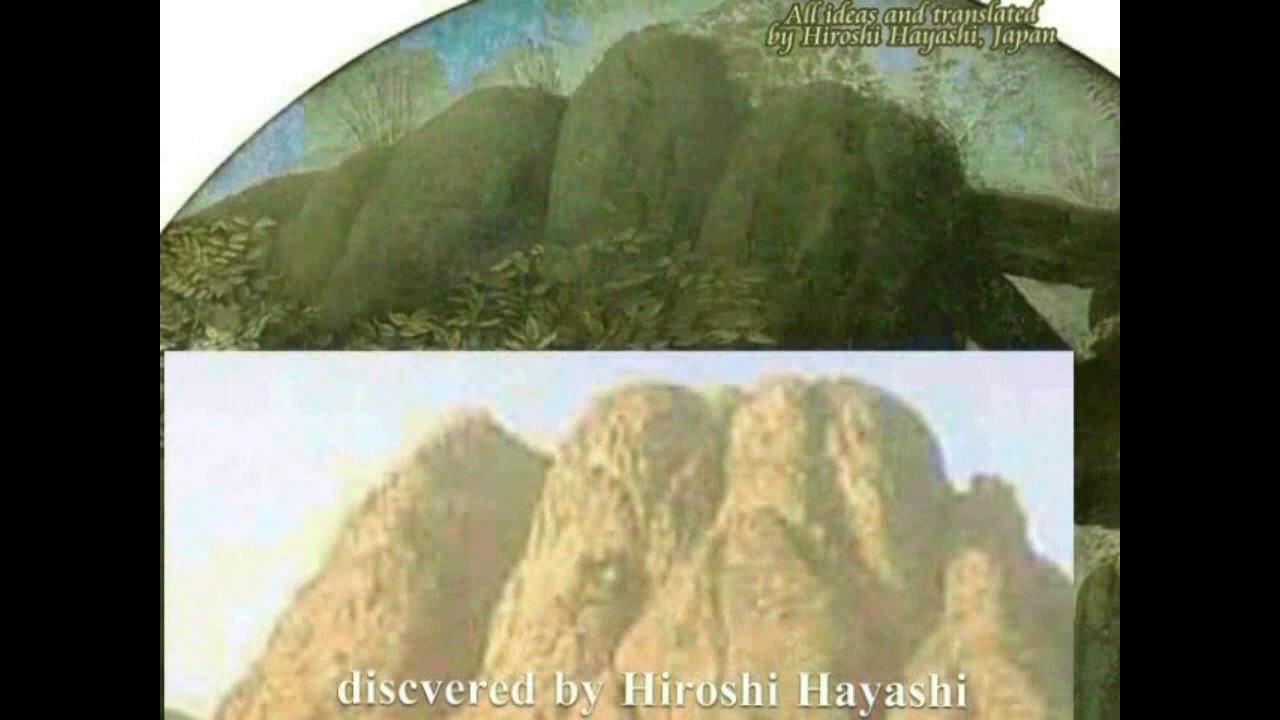 All ideas and translated
by Hiroshi Hayashi, Japan
discvered by Hiroshi Hayashi